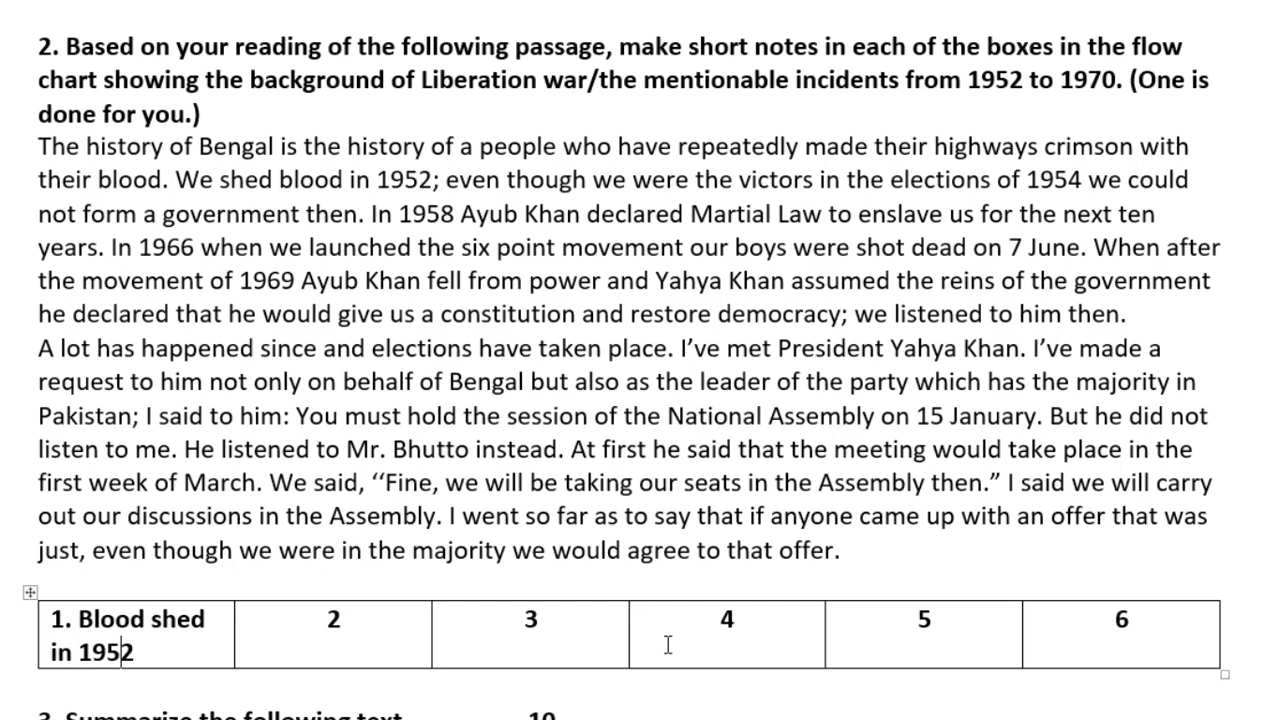 2. Based on your reading of the following passage, make short notes in each of the boxes in the flow
chart showing the background of Liberation war/the mentionable incidents from 1952 to 1970. (One is
done for you.)
The history of Bengal is the history of a people who have repeatedly made their highways crimson with
their blood. We shed blood in 1952; even though we were the victors in the elections of 1954 we could
not form a government then. In 1958 Ayub Khan declared Martial Law to enslave us for the next ten
years. In 1966 when we launched the six point movement our boys were shot dead on 7 June. When after
the movement of 1969 Ayub Khan fell from power and Yahya Khan assumed the reins of the government
he declared that he would give us a constitution and restore democracy; we listened to him then.
A lot has happened since and elections have taken place. I’ve met President Yahya Khan. I’ve made a
request to him not only on behalf of Bengal but also as the leader of the party which has the majority in
Pakistan; I said to him: You must hold the session of the National Assembly on 15 January. But he did not
listen to me. He listened to Mr. Bhutto instead. At first he said that the meeting would take place in the
first week of March. We said, ‘‘Fine, we will be taking our seats in the Assembly then.” I said we will carry
out our discussions in the Assembly. I went so far as to say that if anyone came up with an offer that was
just, even though we were in the majority we would agree to that offer.
1. Blood shed
in 1952
2
3
4
5
6
3. Summarize the following text. 10